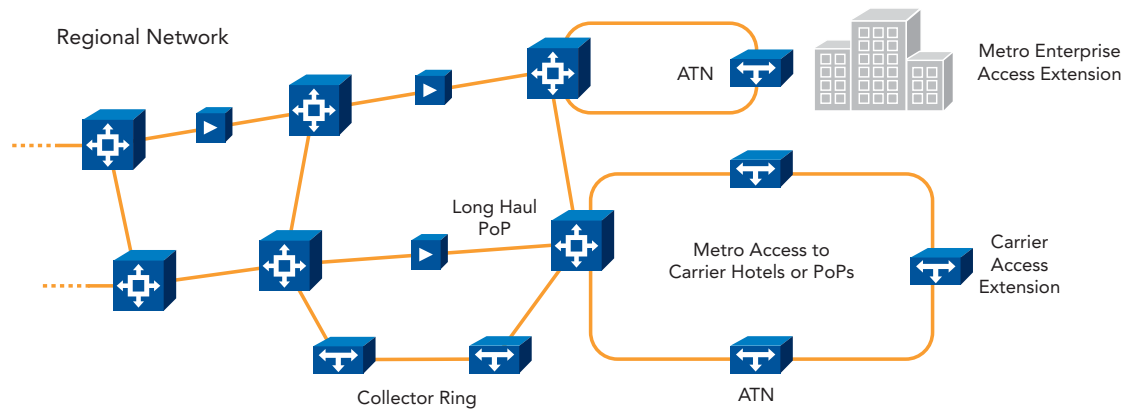 Regional Network
ATN
Metro Enterprise
Access Extension
Long Haul
PoP
Metro Access to
Carrier Hotels or PoPs
Carrier
Access
Extension
Collector Ring
ATN